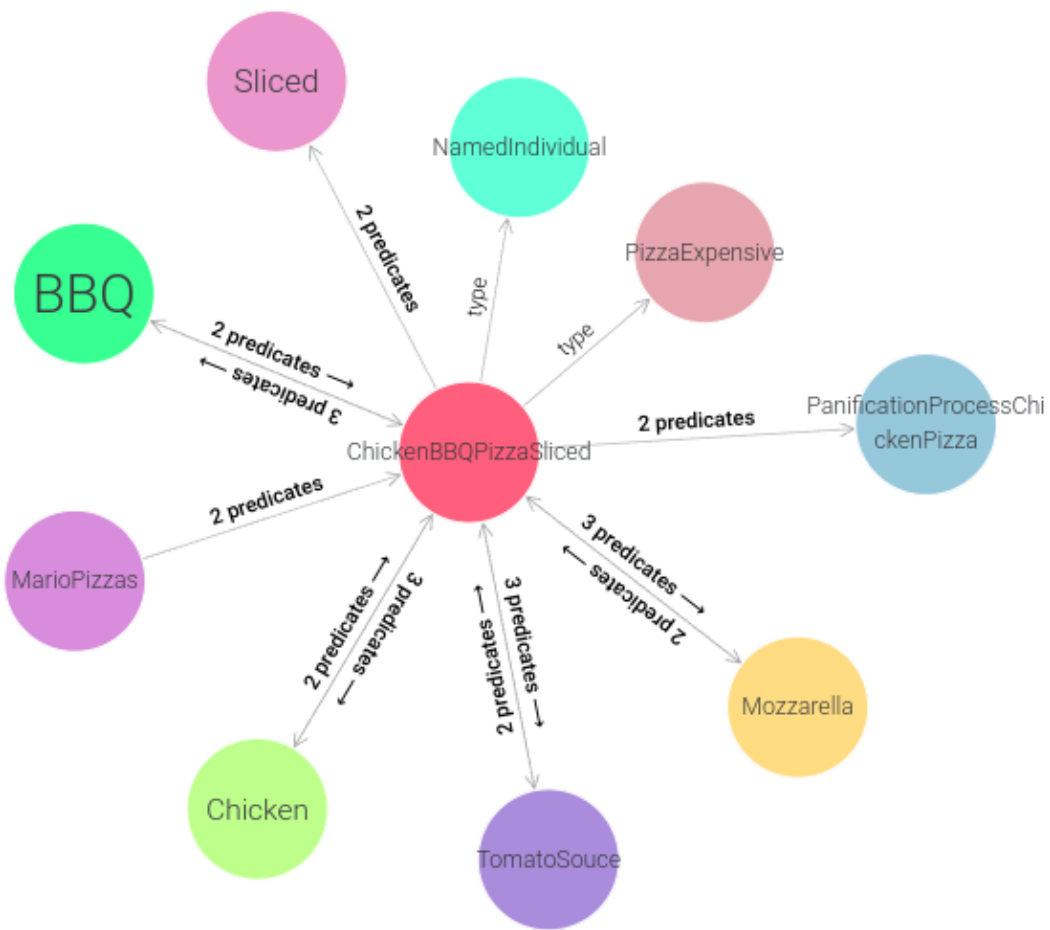 Sliced
NamedIndividual
2 predicates
PizzaExpensive
type
type
BBQ
2 predicates ⟶
3 predicates ⟶
PanificationProcessChi
ckenPizza
2 predicates
ChickenBBQPizzaSliced
2 predicates
MarioPizzas
2 predicates ⟶
3 predicates ⟶
3 predicates ⟶
2 predicates ⟶
3 predicates ⟶
2 predicates ⟶
Mozzarella
Chicken
TomatoSouce